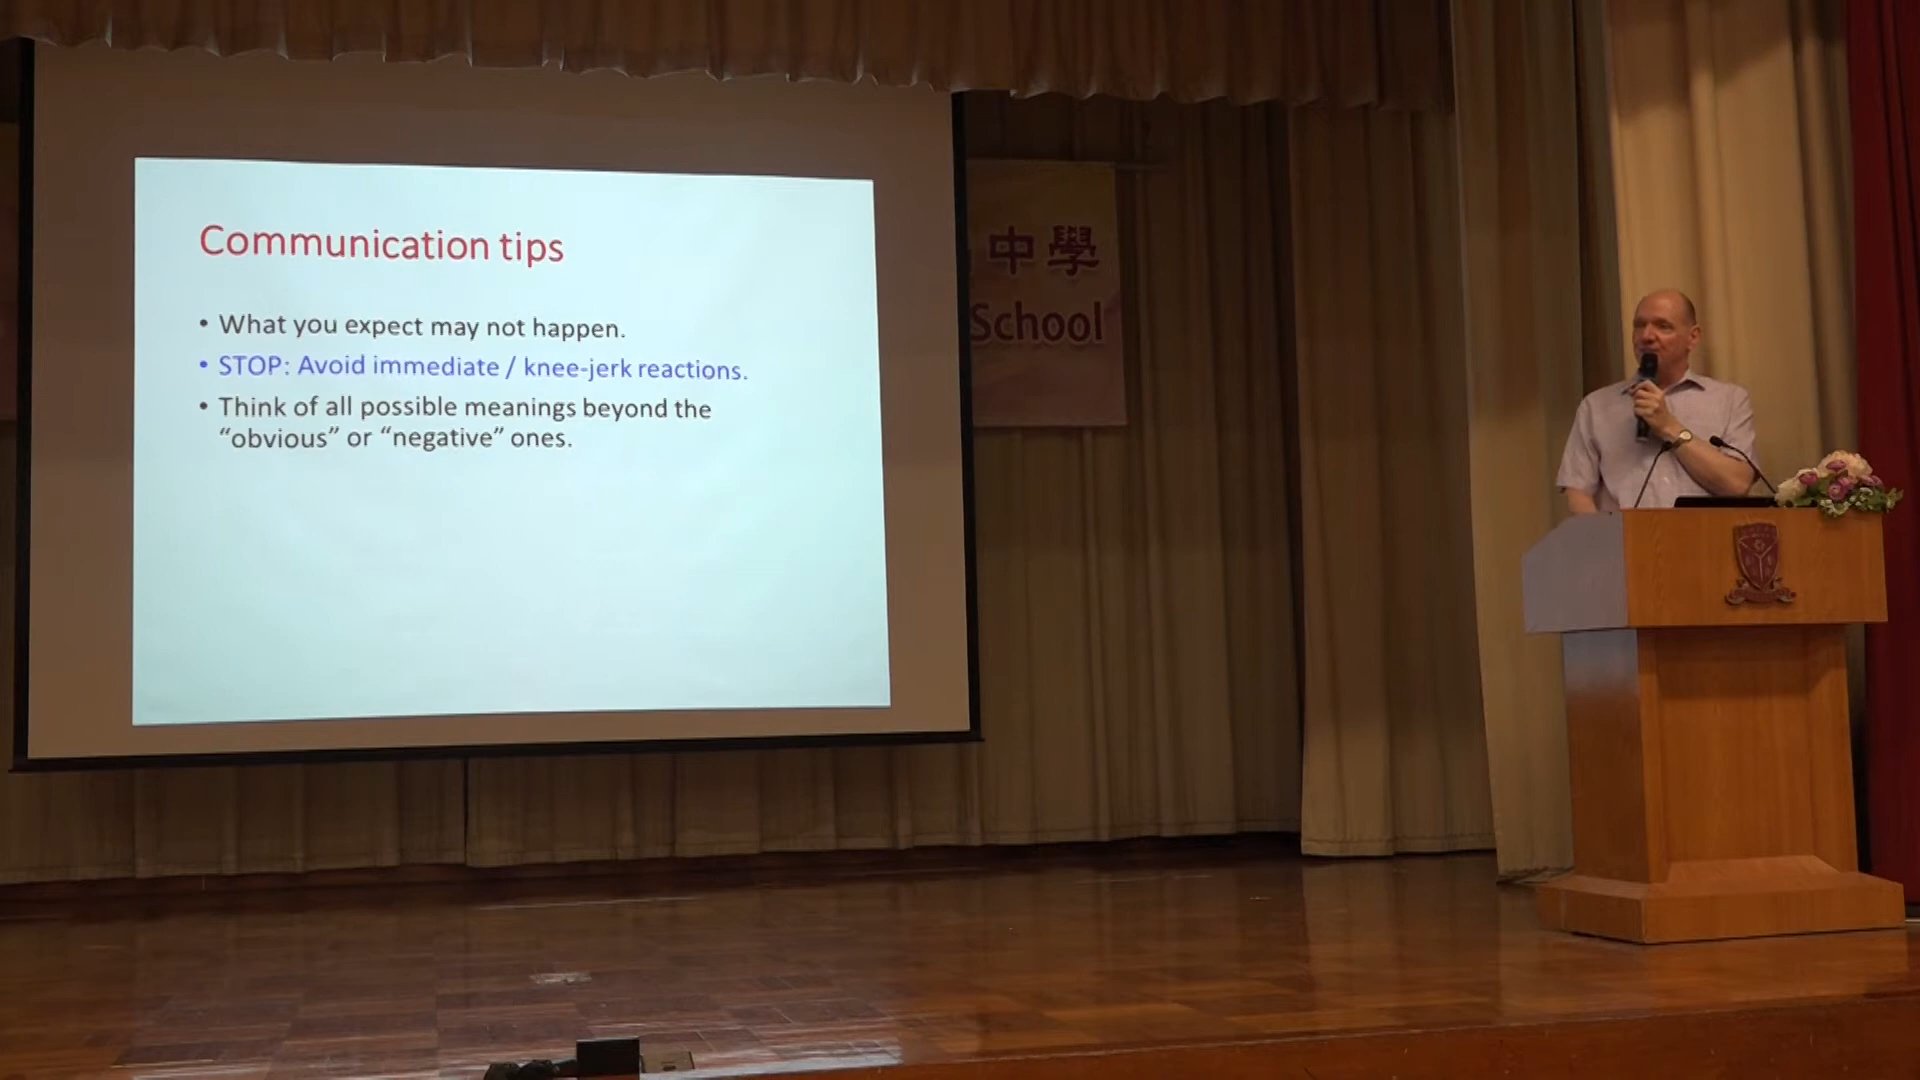 Communication tips
• What you expect may not happen.
• STOP: Avoid immediate / knee-jerk reactions.
• Think of all possible meanings beyond the
“obvious” or “negative” ones.
中學
School